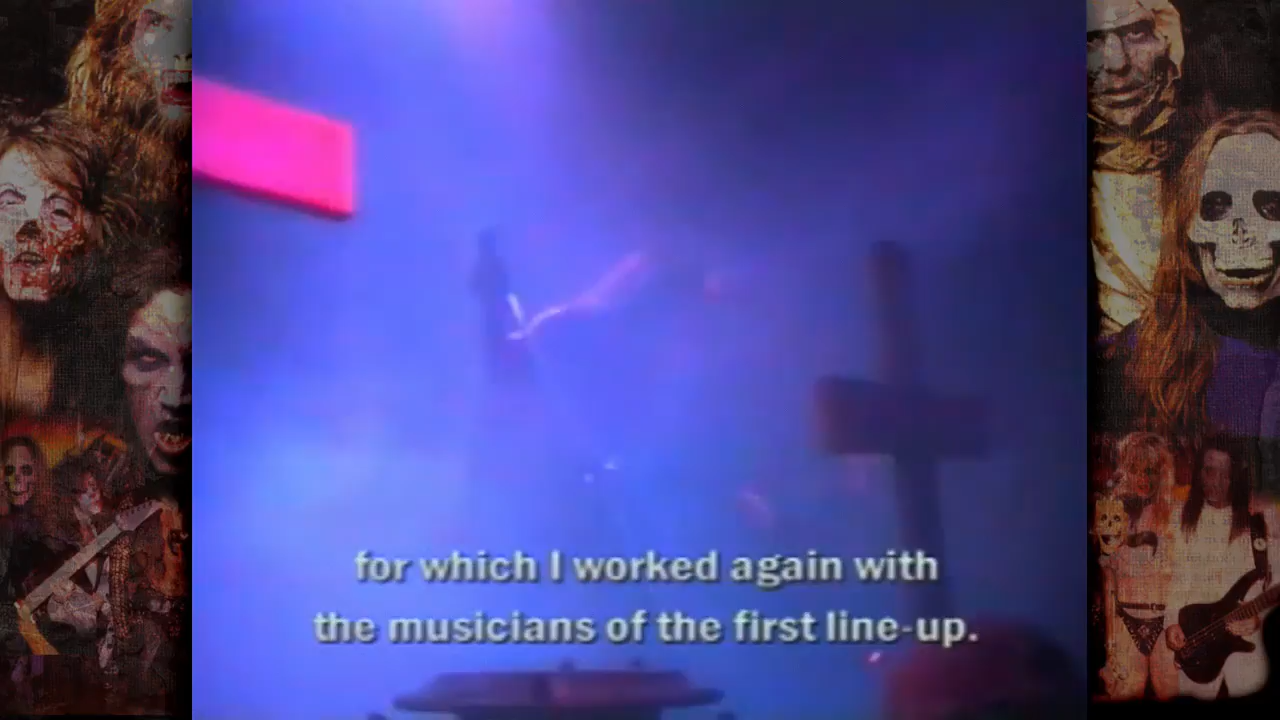 for which I worked again with
the musicians of the first line-up.